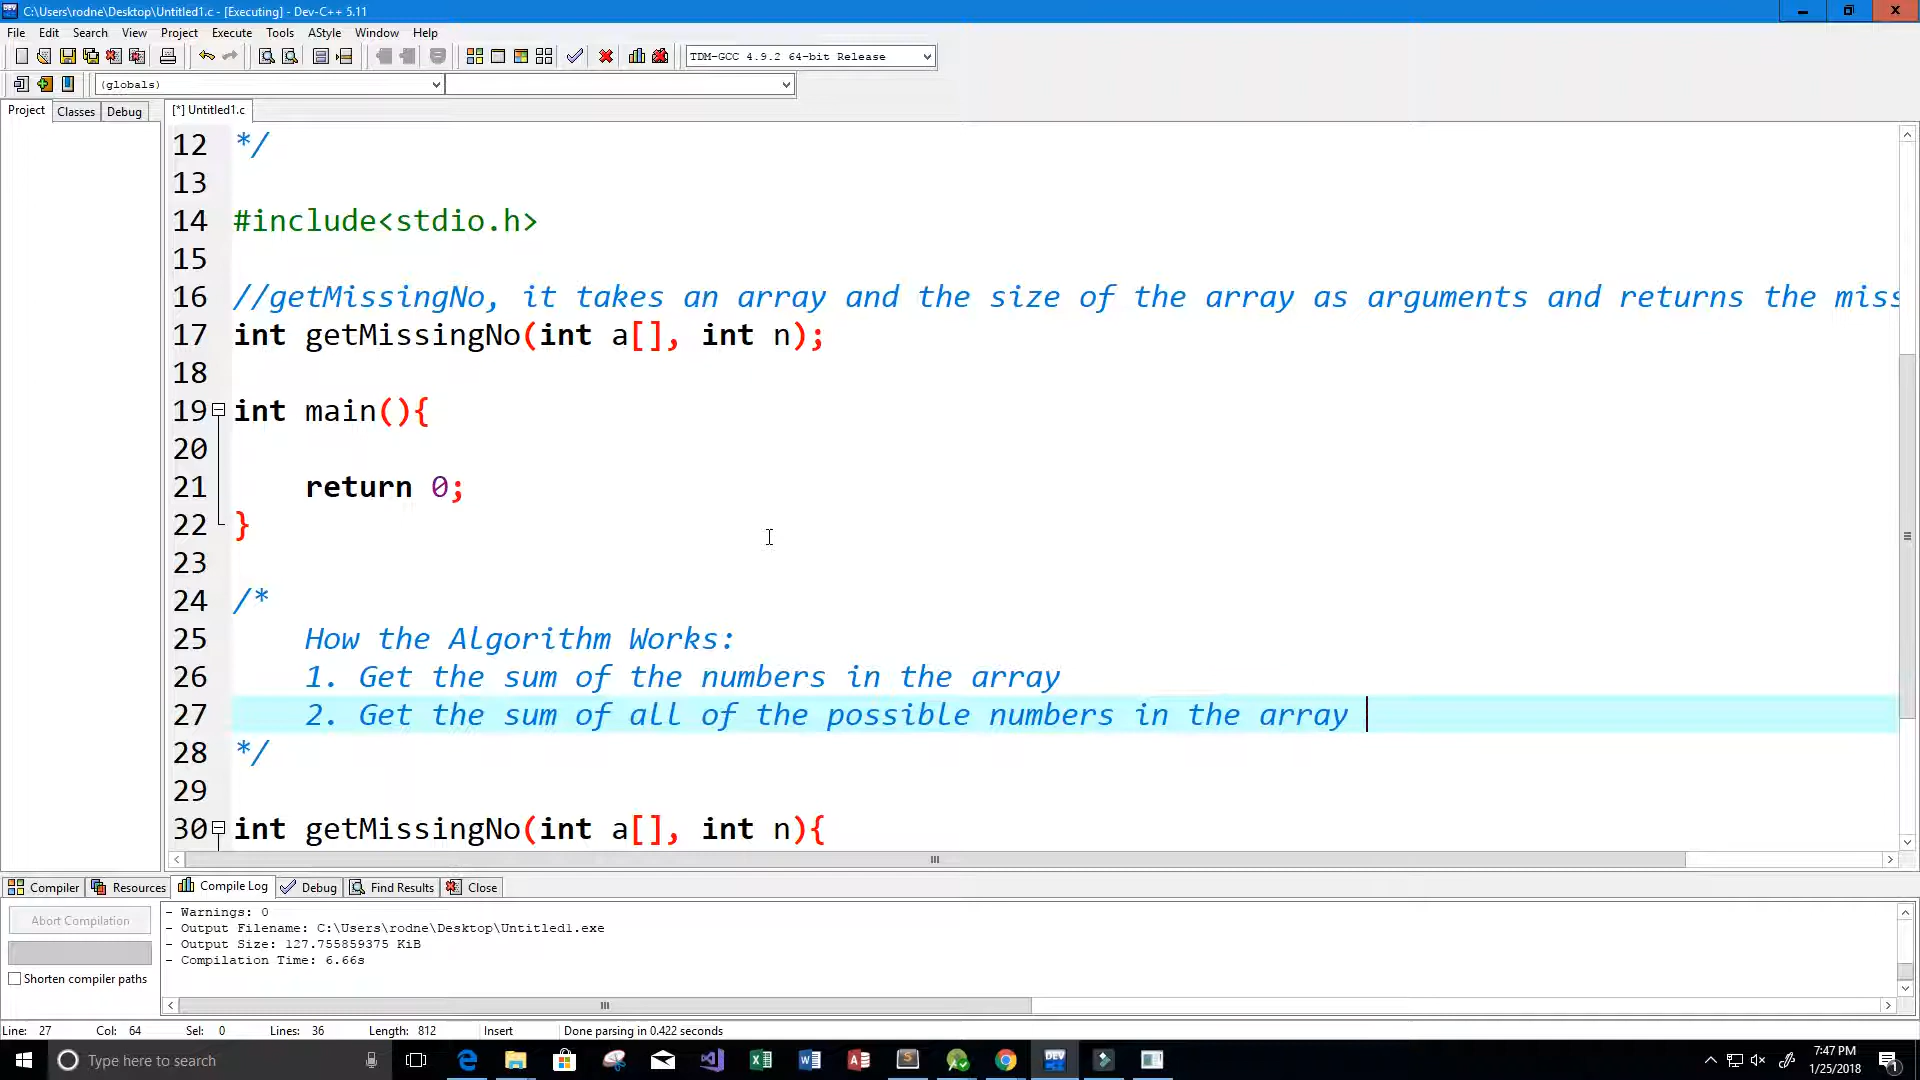 C:\Users\rodne\Desktop\Untitled1.c - [Executing] - Dev-C++ 5.11
File Edit Search View Project Execute Tools AStyle Window Help
TDM-GCC 4.9.2 64-bit Release
(globals)
Project Classes Debug [*] Untitled1.c
12 */
13
14 #include<stdio.h>
15
16 //getMissingNo, it takes an array and the size of the array as arguments and returns the miss
17 int getMissingNo(int a[], int n);
18
19 int main(){
20
21 return 0;
22 }
23
24 /*
25 How the Algorithm Works:
26 1. Get the sum of the numbers in the array
27 2. Get the sum of all of the possible numbers in the array
28 */
29
30 int getMissingNo(int a[], int n){
Compiler Resources Compile Log Debug Find Results Close
Abort Compilation
Shorten compiler paths
- Warnings: 0
- Output Filename: C:\Users\rodne\Desktop\Untitled1.exe
- Output Size: 127.755859375 KiB
- Compilation Time: 6.66s
Line: 27 Col: 64 Sel: 0 Lines: 36 Length: 812 Insert Done parsing in 0.422 seconds
Type here to search
DEV
7:47 PM
1/25/2018
1